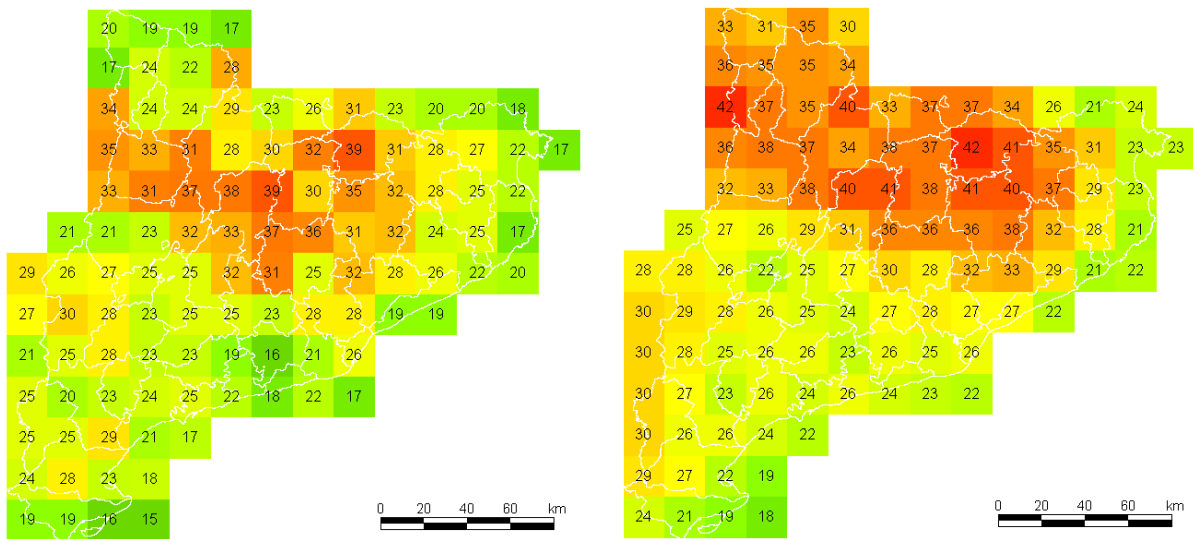 20 19 19 17
17 24 22 28
34 24 24 29 23 26 31 23 20 20 18
35 33 31 28 30 32 39 31 28 27 22 17
33 31 37 38 39 30 35 32 28 25 22
21 21 23 32 33 37 36 31 32 24 25 17
29 26 27 25 25 32 31 25 32 28 26 22 20
27 30 28 23 25 25 23 28 28 19 19
21 25 28 23 23 19 16 21 26
25 20 23 24 25 22 18 22 17
25 25 29 21 17
24 28 23 18
19 19 16 15
0 20 40 60 km
33 31 35 30
36 35 35 34
42 37 35 40 33 37 37 34 26 21 24
36 38 37 34 38 37 42 41 35 31 23 23
32 33 38 40 41 38 41 40 37 29 23
25 27 26 29 31 36 36 36 38 32 28 21
28 28 26 22 25 27 30 28 32 33 29 21 22
30 29 28 26 25 24 27 28 27 27 22
30 28 25 26 26 23 26 25 26
30 27 23 26 24 26 24 23 22
30 26 26 24 22
29 27 22 19
24 21 19 18
0 20 40 60 km